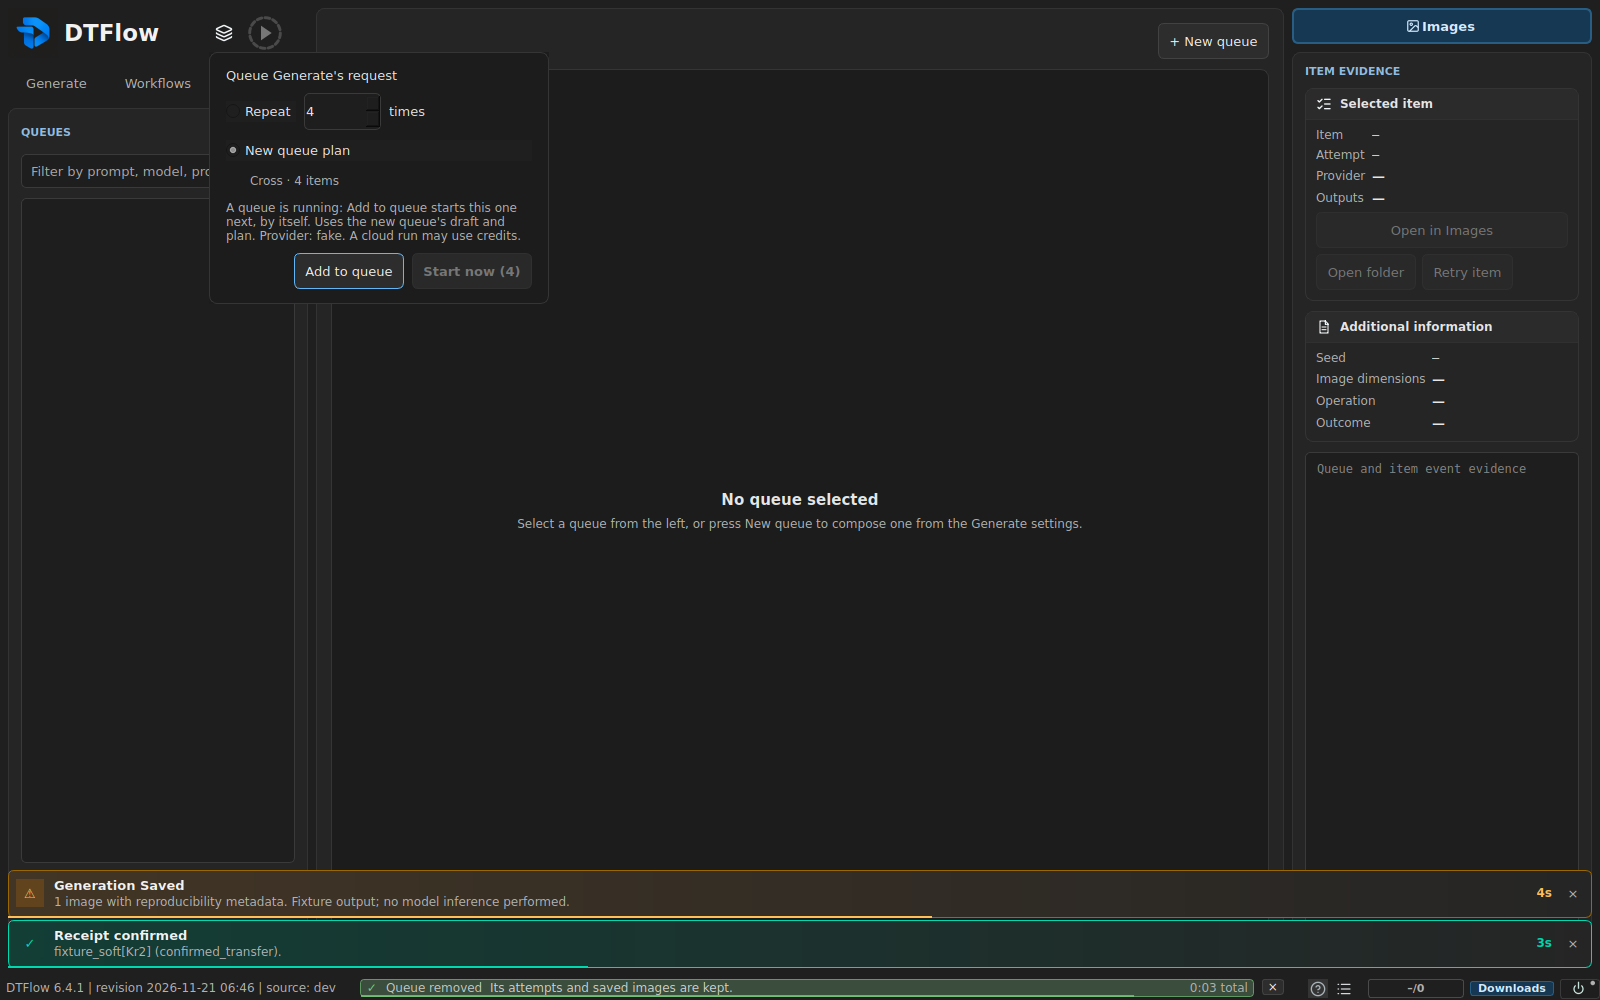 DTFlow
Generate
Workflows
QUEUES
Filter by prompt, model, pro
Queue Generate's request
Repeat 4 times
New queue plan
Cross · 4 items
A queue is running: Add to queue starts this one
next, by itself. Uses the new queue's draft and
plan. Provider: fake. A cloud run may use credits.
Add to queue
Start now (4)
+ New queue
No queue selected
Select a queue from the left, or press New queue to compose one from the Generate settings.
Images
ITEM EVIDENCE
Selected item
Item –
Attempt –
Provider —
Outputs —
Open in Images
Open folder
Retry item
Additional information
Seed –
Image dimensions —
Operation —
Outcome —
Queue and item event evidence
Generation Saved
1 image with reproducibility metadata. Fixture output; no model inference performed.
4s ×
Receipt confirmed
fixture_soft[Kr2] (confirmed_transfer).
3s ×
DTFlow 6.4.1 | revision 2026-11-21 06:46 | source: dev
✓ Queue removed Its attempts and saved images are kept. 0:03 total
×
–/0
Downloads